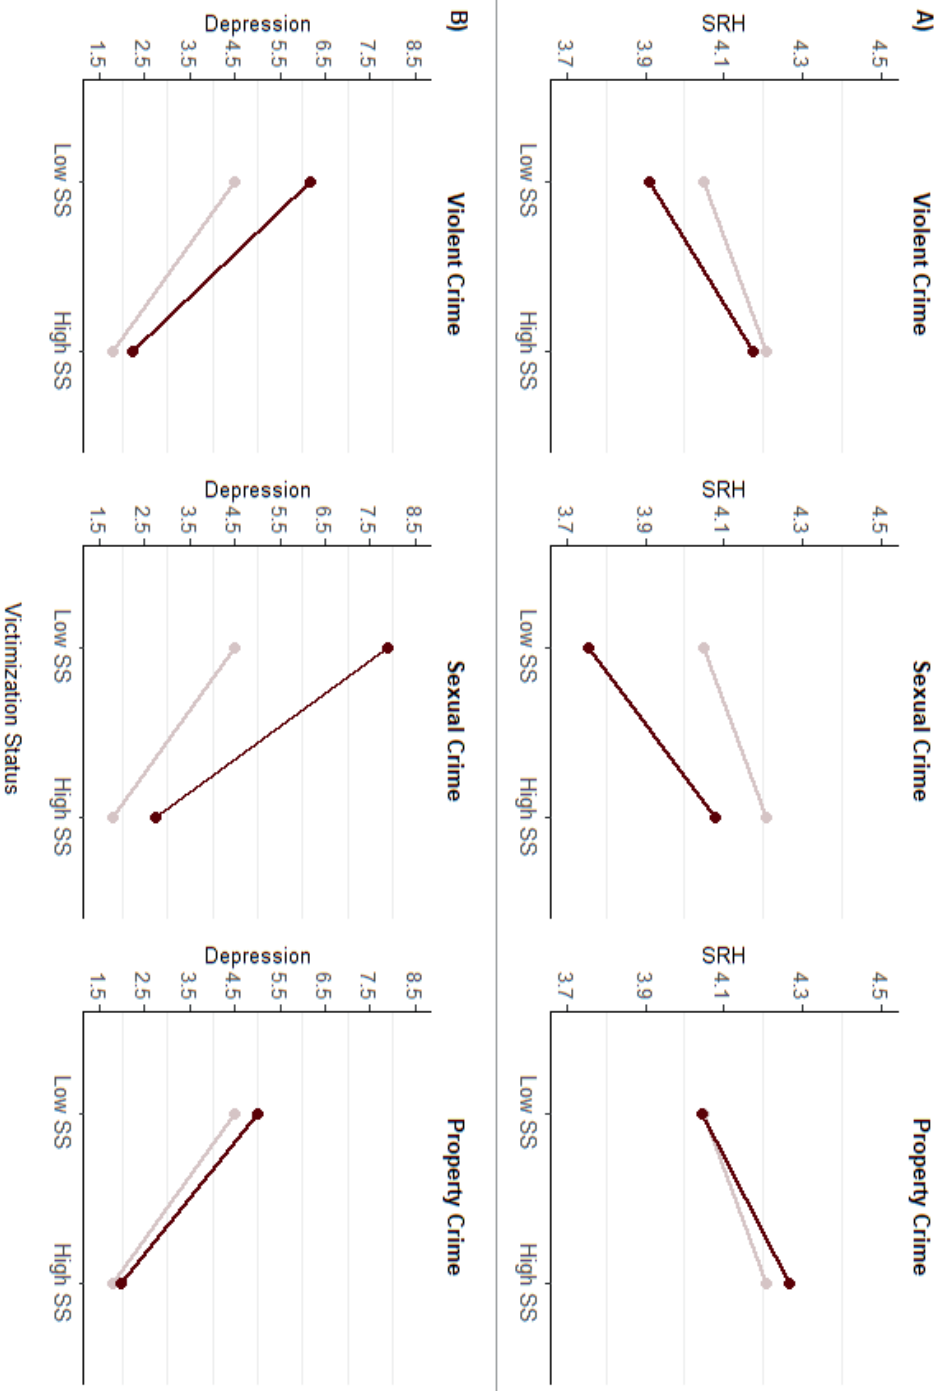 A)
Violent Crime
Sexual Crime
Property Crime
SRH
4.5
4.3
4.1
3.9
3.7
Low SS
High SS
SRH
4.5
4.3
4.1
3.9
3.7
Low SS
High SS
SRH
4.5
4.3
4.1
3.9
3.7
Low SS
High SS
B)
Violent Crime
Sexual Crime
Property Crime
Depression
8.5
7.5
6.5
5.5
4.5
3.5
2.5
1.5
Low SS
High SS
Depression
8.5
7.5
6.5
5.5
4.5
3.5
2.5
1.5
Low SS
High SS
Depression
8.5
7.5
6.5
5.5
4.5
3.5
2.5
1.5
Low SS
High SS
Victimization Status